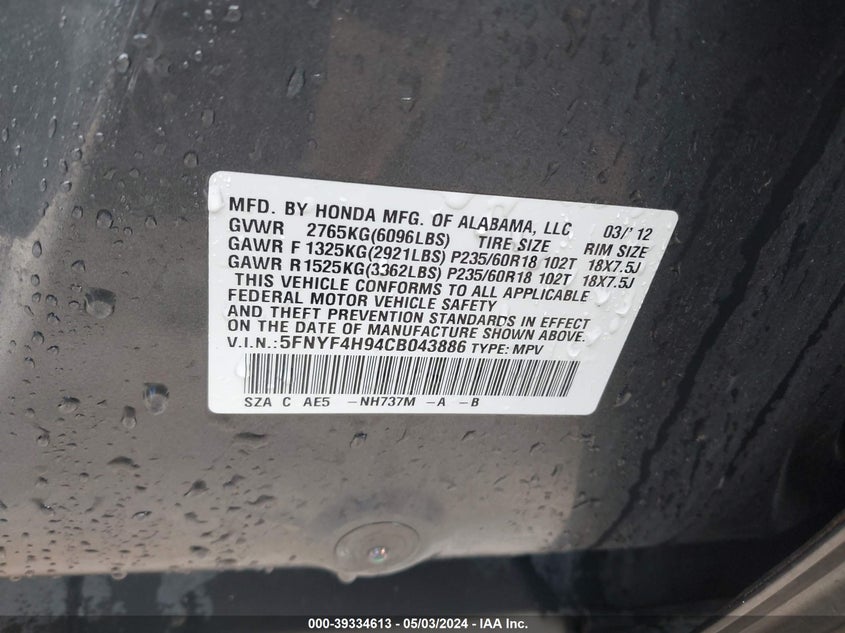 MFD. BY HONDA MFG. OF ALABAMA, LLC 03/'12
GVWR 2765KG(6096LBS) TIRE SIZE RIM SIZE
GAWR F 1325KG(2921LBS) P235/60R18 102T 18X7.5J
GAWR R 1525KG(3362LBS) P235/60R18 102T 18X7.5J
THIS VEHICLE CONFORMS TO ALL APPLICABLE
FEDERAL MOTOR VEHICLE SAFETY
AND THEFT PREVENTION STANDARDS IN EFFECT
ON THE DATE OF MANUFACTURE SHOWN ABOVE.
V.I.N.: 5FNYF4H94CB043886 TYPE: MPV
SZA C AE5 -NH737M -A -B
000-39334613 - 05/03/2024 - IAA Inc.